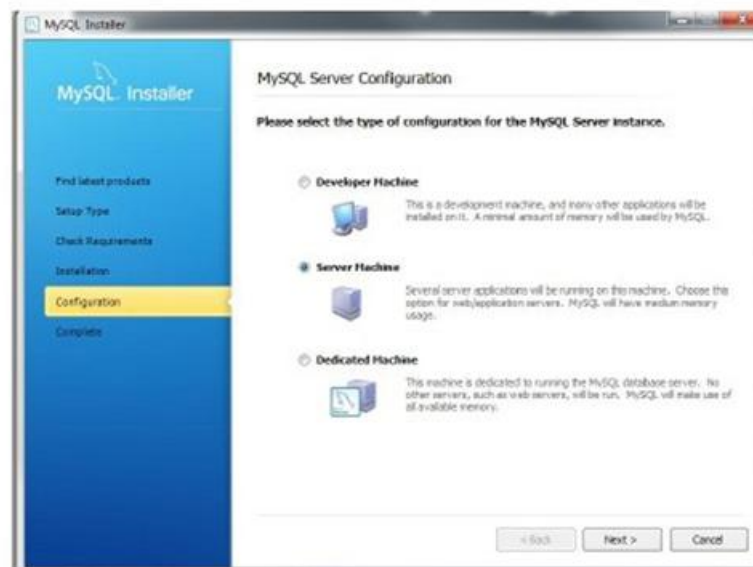 MySQL Installer
MySQL Installer
Find latest products
Setup Type
Check Requirements
Installation
Configuration
Complete
MySQL Server Configuration
Please select the type of configuration for the MySQL Server instance.
Developer Machine
This is a development machine, and many other applications will be
installed on it. A minimal amount of memory will be used by MySQL.
Server Machine
Several server applications will be running on this machine. Choose this
option for web/application servers. MySQL will have medium memory
usage.
Dedicated Machine
This machine is dedicated to running the MySQL database server. No
other servers, such as web servers, will be run. MySQL will make use of
all available memory.
< Back
Next >
Cancel